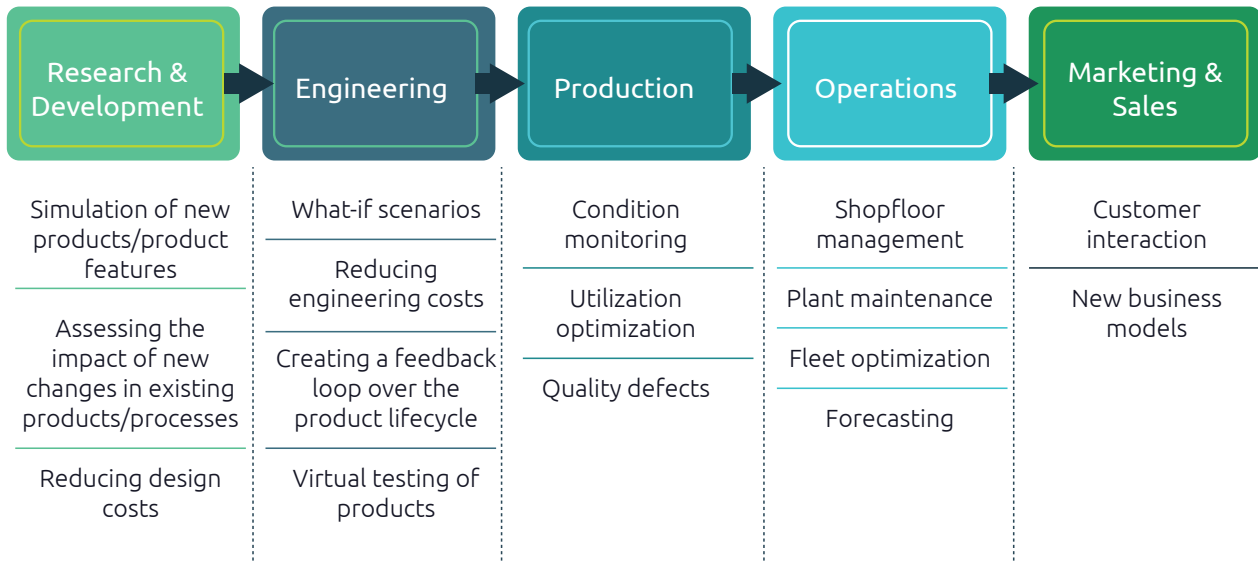 Research &
Development
Engineering
Production
Operations
Marketing &
Sales
Simulation of new
products/product
features
Assessing the
impact of new
changes in existing
products/processes
Reducing design
costs
What-if scenarios
Reducing
engineering costs
Creating a feedback
loop over the
product lifecycle
Virtual testing of
products
Condition
monitoring
Utilization
optimization
Quality defects
Shopfloor
management
Plant maintenance
Fleet optimization
Forecasting
Customer
interaction
New business
models